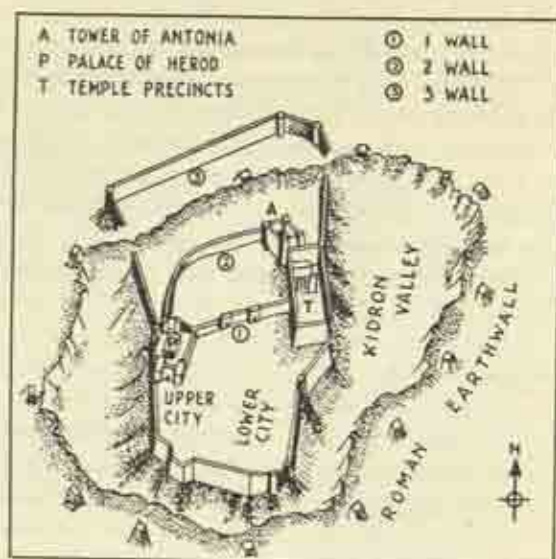 A TOWER OF ANTONIA
P PALACE OF HEROD
T TEMPLE PRECINCTS
① 1 WALL
② 2 WALL
③ 3 WALL
③
A
②
T
①
P
KIDRON
VALLEY
EARTHWALL
ROMAN
UPPER
CITY
LOWER
CITY
N